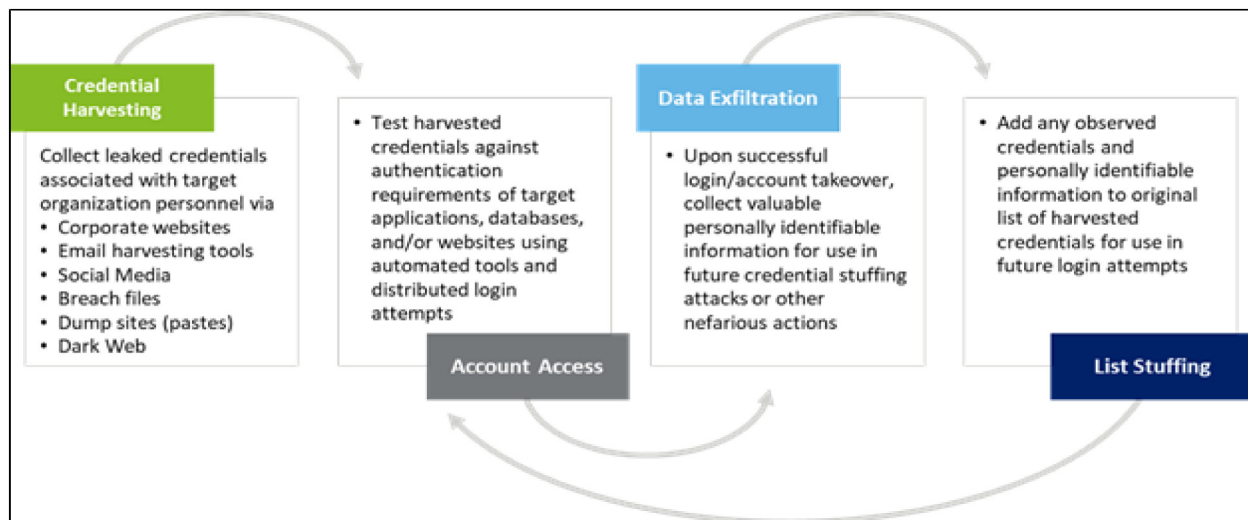 Credential
Harvesting
Collect leaked credentials
associated with target
organization personnel via
• Corporate websites
• Email harvesting tools
• Social Media
• Breach files
• Dump sites (pastes)
• Dark Web
• Test harvested
credentials against
authentication
requirements of target
applications, databases,
and/or websites using
automated tools and
distributed login
attempts
Account Access
Data Exfiltration
• Upon successful
login/account takeover,
collect valuable
personally identifiable
information for use in
future credential stuffing
attacks or other
nefarious actions
• Add any observed
credentials and
personally identifiable
information to original
list of harvested
credentials for use in
future login attempts
List Stuffing